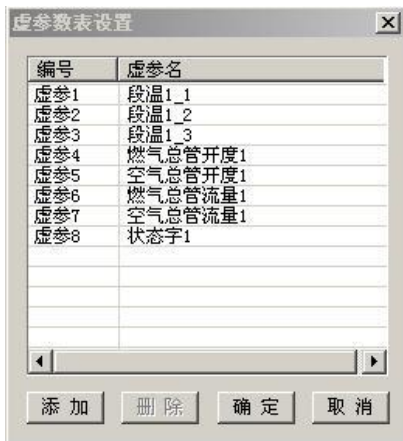 虚参数表设置
编号 虚参名
虚参1 段温1_1
虚参2 段温1_2
虚参3 段温1_3
虚参4 燃气总管开度1
虚参5 空气总管开度1
虚参6 燃气总管流量1
虚参7 空气总管流量1
虚参8 状态字1
添加 删除 确定 取消